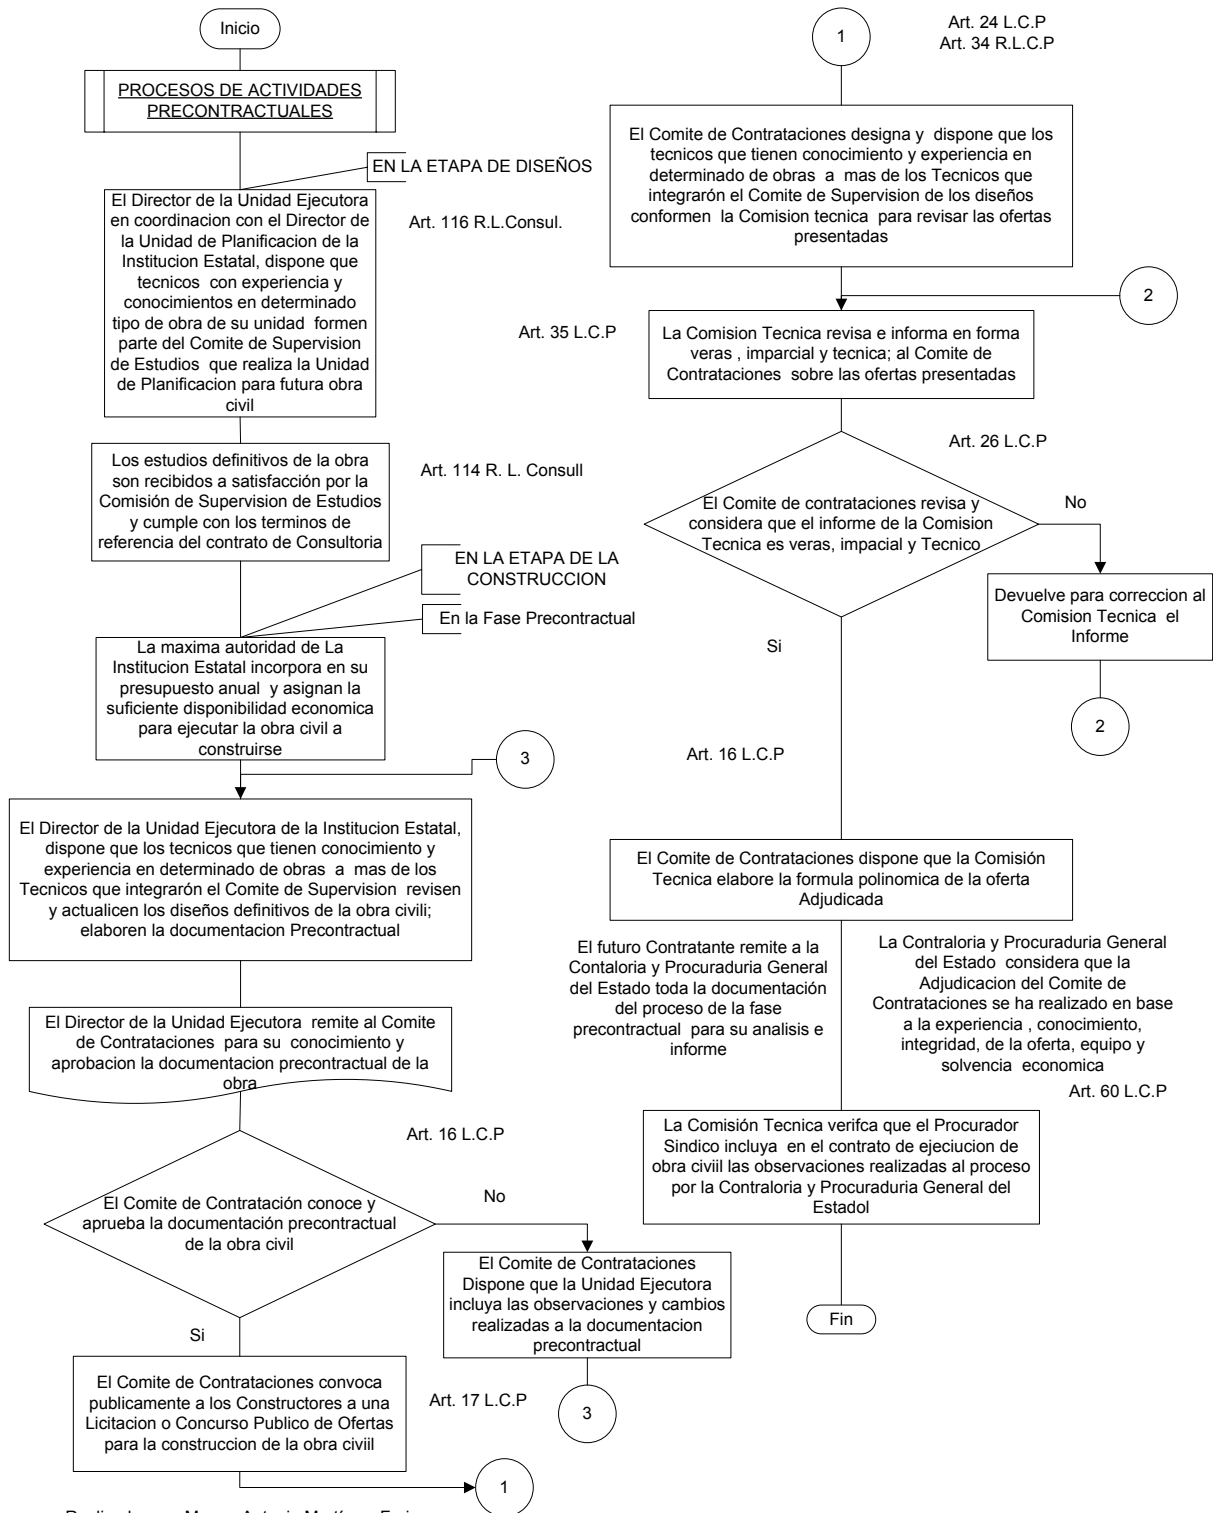 Inicio
PROCESOS DE ACTIVIDADES
PRECONTRACTUALES
EN LA ETAPA DE DISEÑOS
El Director de la Unidad Ejecutora
en coordinacion con el Director de
la Unidad de Planificacion de la
Institucion Estatal, dispone que
tecnicos con experiencia y
conocimientos en determinado
tipo de obra de su unidad formen
parte del Comite de Supervision
de Estudios que realiza la Unidad
de Planificacion para futura obra
civil
Art. 116 R.L.Consul.
Los estudios definitivos de la obra
son recibidos a satisfacción por la
Comisión de Supervision de Estudios
y cumple con los terminos de
referencia del contrato de Consultoria
Art. 114 R. L. Consull
EN LA ETAPA DE LA
CONSTRUCCION
En la Fase Precontractual
La maxima autoridad de La
Institucion Estatal incorpora en su
presupuesto anual y asignan la
suficiente disponibilidad economica
para ejecutar la obra civil a
construirse
3
El Director de la Unidad Ejecutora de la Institucion Estatal,
dispone que los tecnicos que tienen conocimiento y
experiencia en determinado de obras a mas de los
Tecnicos que integrarón el Comite de Supervision revisen
y actualicen los diseños definitivos de la obra civili;
elaboren la documentacion Precontractual
El Director de la Unidad Ejecutora remite al Comite
de Contrataciones para su conocimiento y
aprobacion la documentacion precontractual de la
obra
Art. 16 L.C.P
El Comite de Contratación conoce y
aprueba la documentación precontractual
de la obra civil
No
El Comite de Contrataciones
Dispone que la Unidad Ejecutora
incluya las observaciones y cambios
realizadas a la documentacion
precontractual
3
Si
El Comite de Contrataciones convoca
publicamente a los Constructores a una
Licitacion o Concurso Publico de Ofertas
para la construccion de la obra civiil
Art. 17 L.C.P
1
1
Art. 24 L.C.P
Art. 34 R.L.C.P
El Comite de Contrataciones designa y dispone que los
tecnicos que tienen conocimiento y experiencia en
determinado de obras a mas de los Tecnicos que
integrarón el Comite de Supervision de los diseños
conformen la Comision tecnica para revisar las ofertas
presentadas
2
Art. 35 L.C.P
La Comision Tecnica revisa e informa en forma
veras , imparcial y tecnica; al Comite de
Contrataciones sobre las ofertas presentadas
Art. 26 L.C.P
El Comite de contrataciones revisa y
considera que el informe de la Comision
Tecnica es veras, impacial y Tecnico
No
Devuelve para correccion al
Comision Tecnica el
Informe
2
Si
Art. 16 L.C.P
El Comite de Contrataciones dispone que la Comisión
Tecnica elabore la formula polinomica de la oferta
Adjudicada
El futuro Contratante remite a la
Contaloria y Procuraduria General
del Estado toda la documentación
del proceso de la fase
precontractual para su analisis e
informe
La Contraloria y Procuraduria General
del Estado considera que la
Adjudicacion del Comite de
Contrataciones se ha realizado en base
a la experiencia , conocimiento,
integridad, de la oferta, equipo y
solvencia economica
Art. 60 L.C.P
La Comisión Tecnica verifca que el Procurador
Sindico incluya en el contrato de ejeciucion de
obra civiil las observaciones realizadas al proceso
por la Contraloria y Procuraduria General del
Estadol
Fin